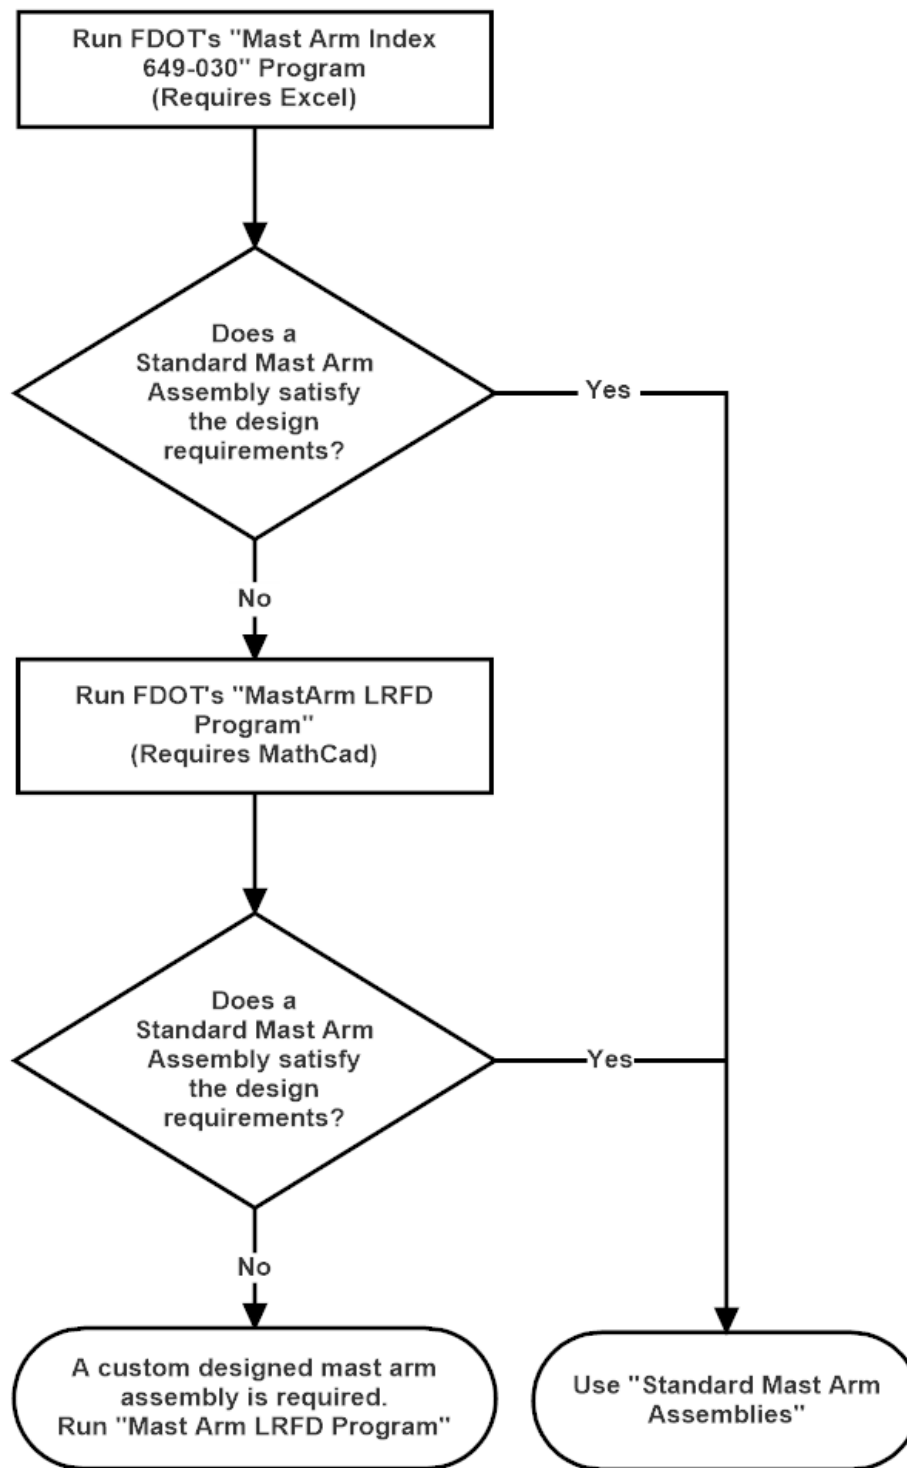 Run FDOT's "Mast Arm Index
649-030" Program
(Requires Excel)
Does a
Standard Mast Arm
Assembly satisfy
the design
requirements?
Yes
No
Run FDOT's "MastArm LRFD
Program"
(Requires MathCad)
Does a
Standard Mast Arm
Assembly satisfy
the design
requirements?
Yes
No
A custom designed mast arm
assembly is required.
Run "Mast Arm LRFD Program"
Use "Standard Mast Arm
Assemblies"